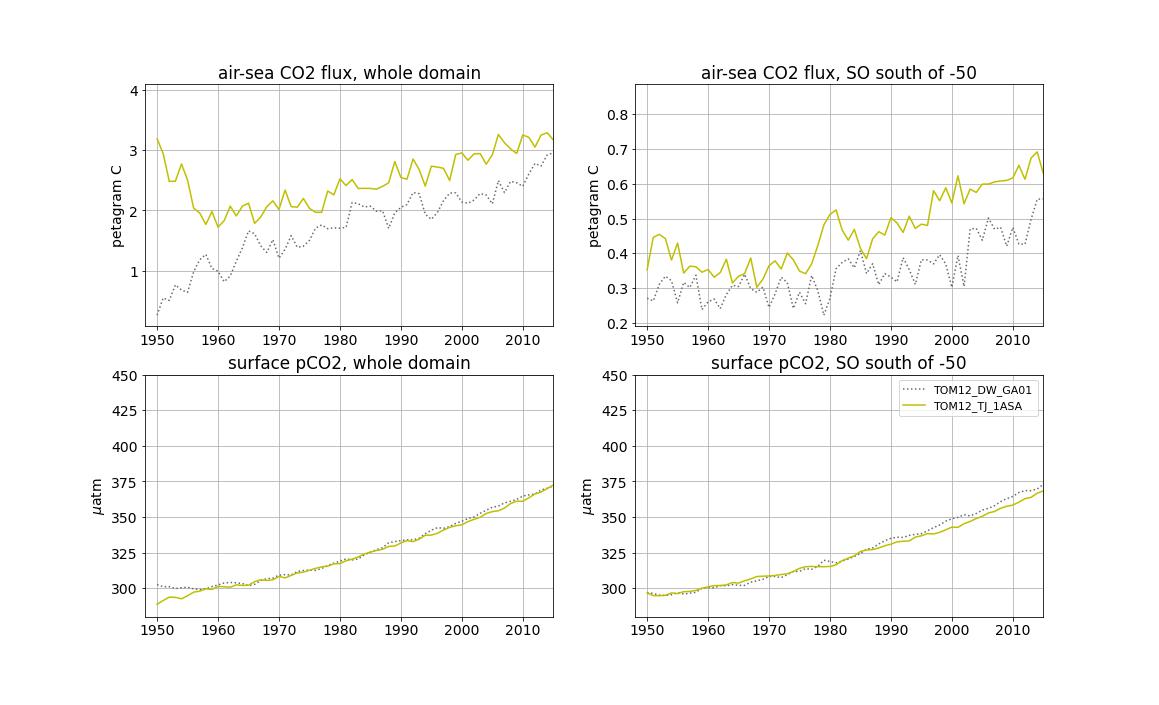 air-sea CO2 flux, whole domain
4
3
2
1
petagram C
1950 1960 1970 1980 1990 2000 2010
air-sea CO2 flux, SO south of -50
0.8
0.7
0.6
0.5
0.4
0.3
0.2
petagram C
1950 1960 1970 1980 1990 2000 2010
surface pCO2, whole domain
450
425
400
375
350
325
300
μatm
1950 1960 1970 1980 1990 2000 2010
surface pCO2, SO south of -50
450
425
400
375
350
325
300
μatm
TOM12_DW_GA01
TOM12_TJ_1ASA
1950 1960 1970 1980 1990 2000 2010